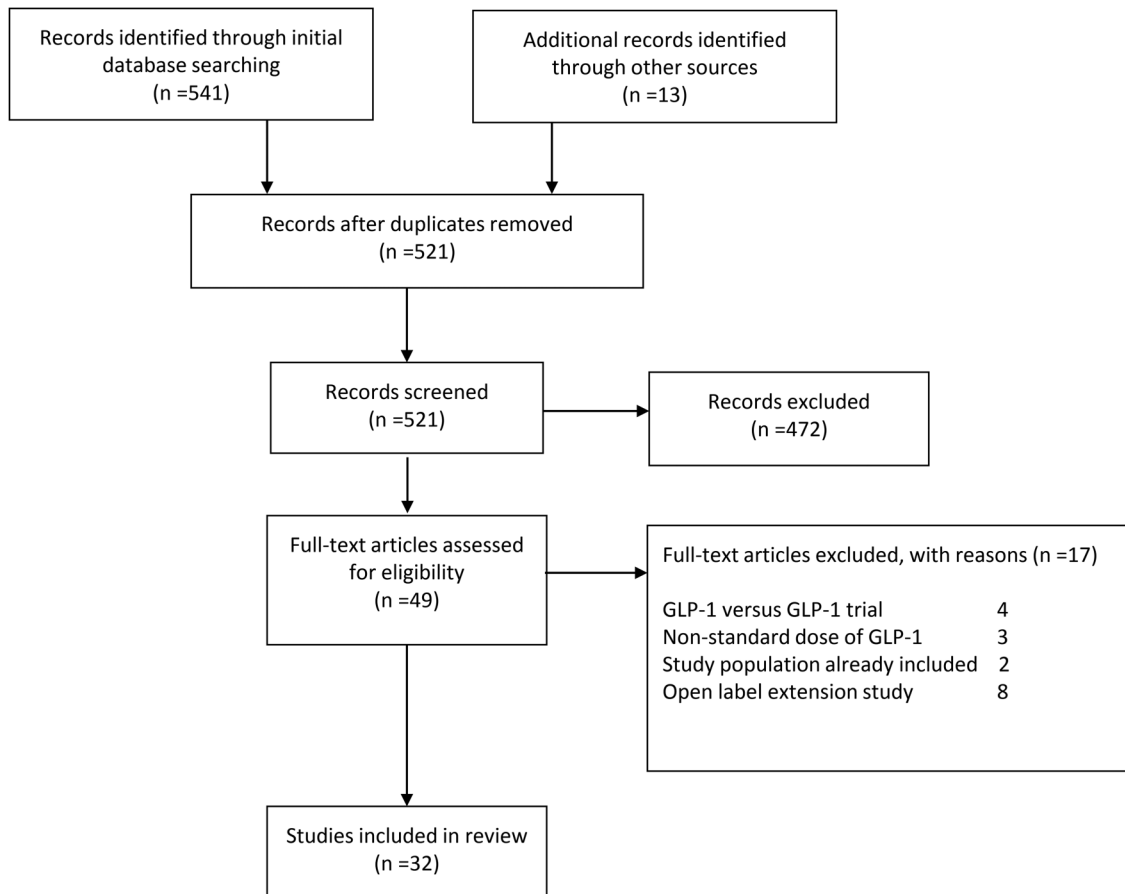 Records identified through initial
database searching
(n =541)
Additional records identified
through other sources
(n =13)
Records after duplicates removed
(n =521)
Records screened
(n =521)
Records excluded
(n =472)
Full-text articles assessed
for eligibility
(n =49)
Full-text articles excluded, with reasons (n =17)
GLP-1 versus GLP-1 trial 4
Non-standard dose of GLP-1 3
Study population already included 2
Open label extension study 8
Studies included in review
(n =32)